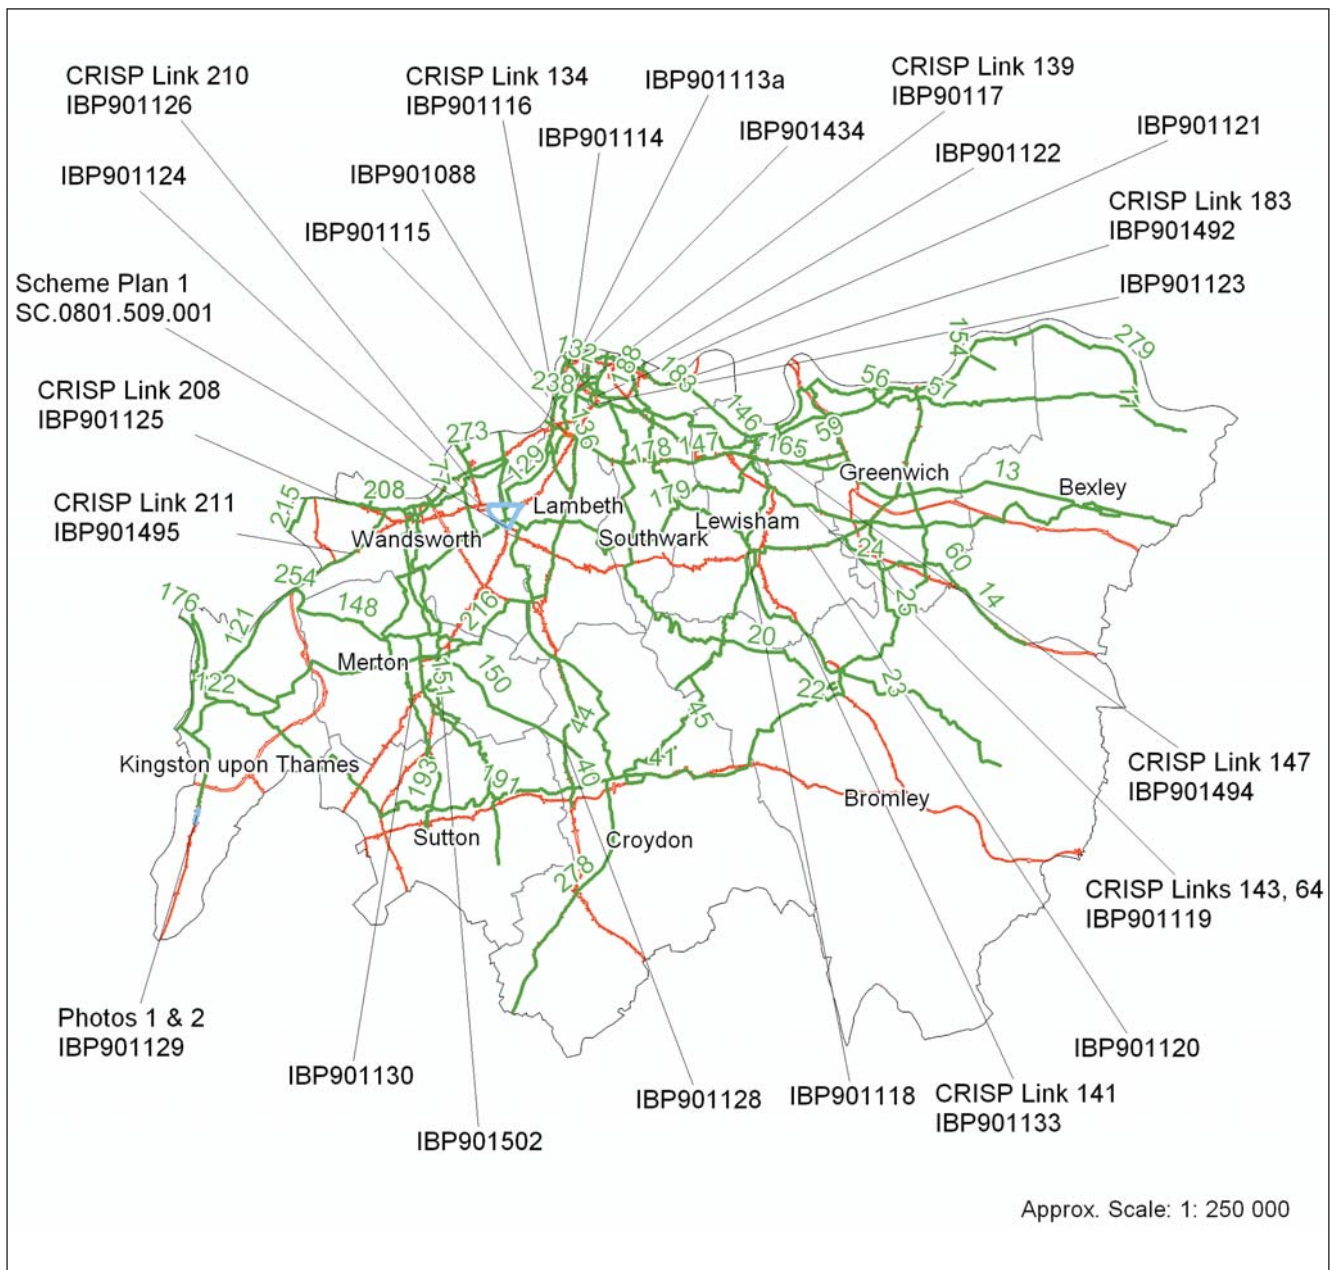 CRISP Link 210
IBP901126
CRISP Link 134
IBP901116
IBP901113a
CRISP Link 139
IBP90117
IBP901114
IBP901434
IBP901121
IBP901122
IBP901124
IBP901088
CRISP Link 183
IBP901492
IBP901115
Scheme Plan 1
SC.0801.509.001
IBP901123
CRISP Link 208
IBP901125
CRISP Link 211
IBP901495
132
188
238
183
154
279
56
57
11
146
136
273
129
77
178
147
165
59
13
Greenwich
Bexley
208
215
179
Lambeth
Lewisham
Wandsworth
Southwark
24
60
254
176
121
148
216
25
14
20
Merton
151
150
122
22
23
45
44
Kingston upon Thames
193
191
40
41
Bromley
Sutton
Croydon
278
CRISP Link 147
IBP901494
CRISP Links 143, 64
IBP901119
Photos 1 & 2
IBP901129
IBP901130
IBP901120
IBP901128
IBP901118
CRISP Link 141
IBP901133
IBP901502
Approx. Scale: 1: 250 000